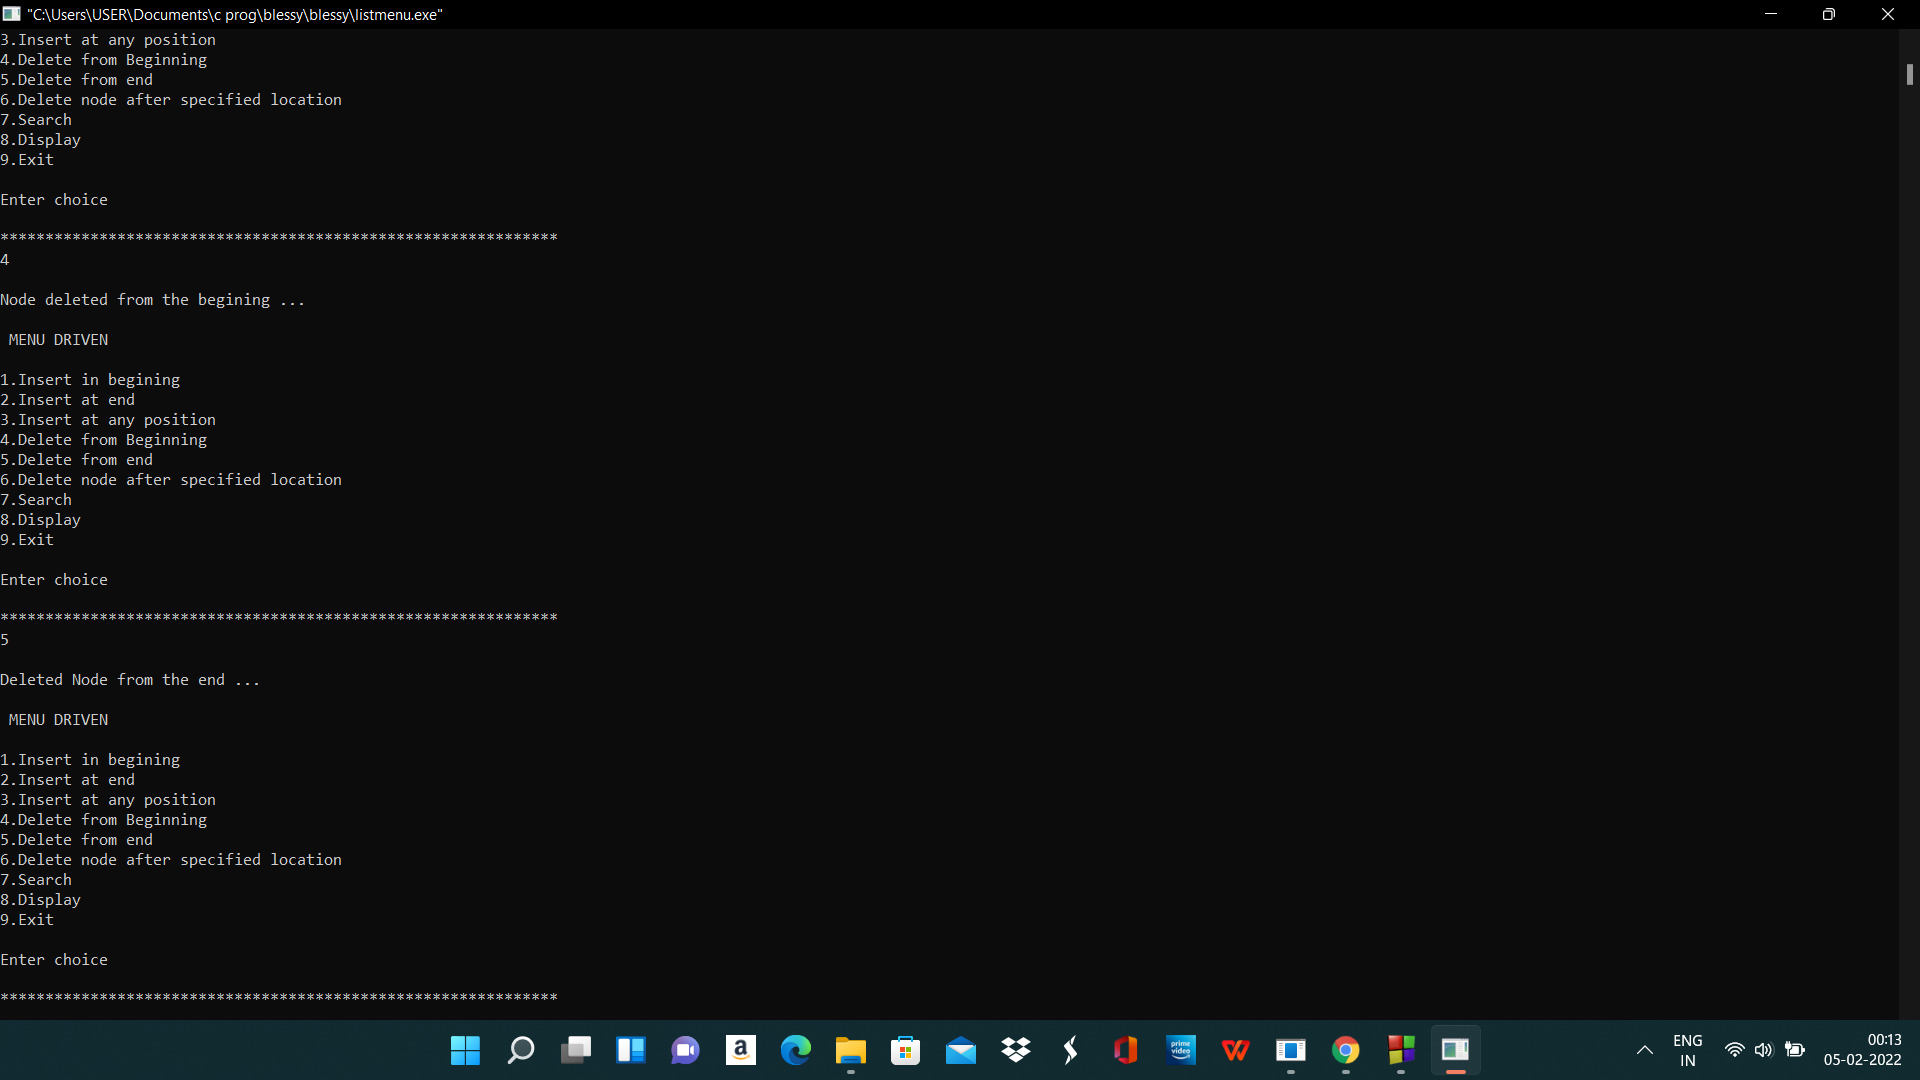 "C:\Users\USER\Documents\c prog\blessy\blessy\listmenu.exe"
3.Insert at any position
4.Delete from Beginning
5.Delete from end
6.Delete node after specified location
7.Search
8.Display
9.Exit
Enter choice
**************************************************************
4
Node deleted from the begining ...
MENU DRIVEN
1.Insert in begining
2.Insert at end
3.Insert at any position
4.Delete from Beginning
5.Delete from end
6.Delete node after specified location
7.Search
8.Display
9.Exit
Enter choice
**************************************************************
5
Deleted Node from the end ...
MENU DRIVEN
1.Insert in begining
2.Insert at end
3.Insert at any position
4.Delete from Beginning
5.Delete from end
6.Delete node after specified location
7.Search
8.Display
9.Exit
Enter choice
**************************************************************
a
prime video
W
ENG
IN
00:13
05-02-2022